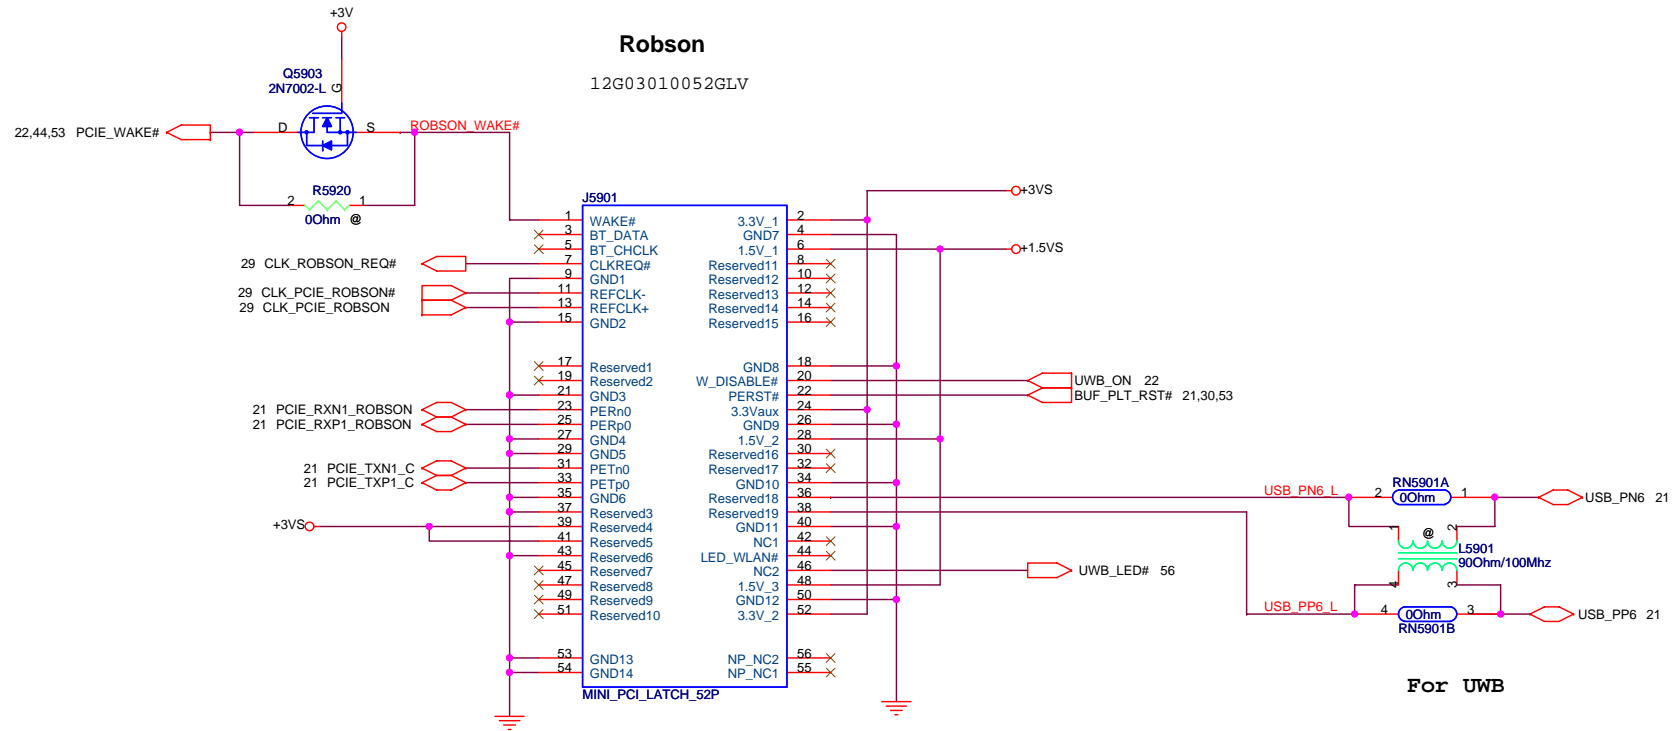 +3V
Robson
12G03010052GLV
Q5903
2N7002-L
G
D
S
22,44,53 PCIE_WAKE#
ROBSON_WAKE#
R5920
2
1
0Ohm @
J5901
+3VS
+1.5VS
1 WAKE# 3.3V_1 2
3 BT_DATA GND7 4
5 BT_CHCLK 1.5V_1 6
29 CLK_ROBSON_REQ# 7 CLKREQ# Reserved11 8
9 GND1 Reserved12 10
29 CLK_PCIE_ROBSON# 11 REFCLK- Reserved13 12
29 CLK_PCIE_ROBSON 13 REFCLK+ Reserved14 14
15 GND2 Reserved15 16
17 Reserved1 GND8 18
19 Reserved2 W_DISABLE# 20 UWB_ON 22
21 GND3 PERST# 22 BUF_PLT_RST# 21,30,53
21 PCIE_RXN1_ROBSON 23 PERn0 3.3Vaux 24
21 PCIE_RXP1_ROBSON 25 PERp0 GND9 26
27 GND4 1.5V_2 28
29 GND5 Reserved16 30
21 PCIE_TXN1_C 31 PETn0 Reserved17 32
21 PCIE_TXP1_C 33 PETp0 GND10 34
35 GND6 Reserved18 36
37 Reserved3 Reserved19 38
+3VS 39 Reserved4 GND11 40
41 Reserved5 NC1 42
43 Reserved6 LED_WLAN# 44
45 Reserved7 NC2 46 UWB_LED# 56
47 Reserved8 1.5V_3 48
49 Reserved9 GND12 50
51 Reserved10 3.3V_2 52
53 GND13 NP_NC2 56
54 GND14 NP_NC1 55
MINI_PCI_LATCH_52P
RN5901A
USB_PN6_L 2 0Ohm 1 USB_PN6 21
1
2
@
L5901
90Ohm/100Mhz
4
3
USB_PP6_L 4 0Ohm 3 USB_PP6 21
RN5901B
For UWB